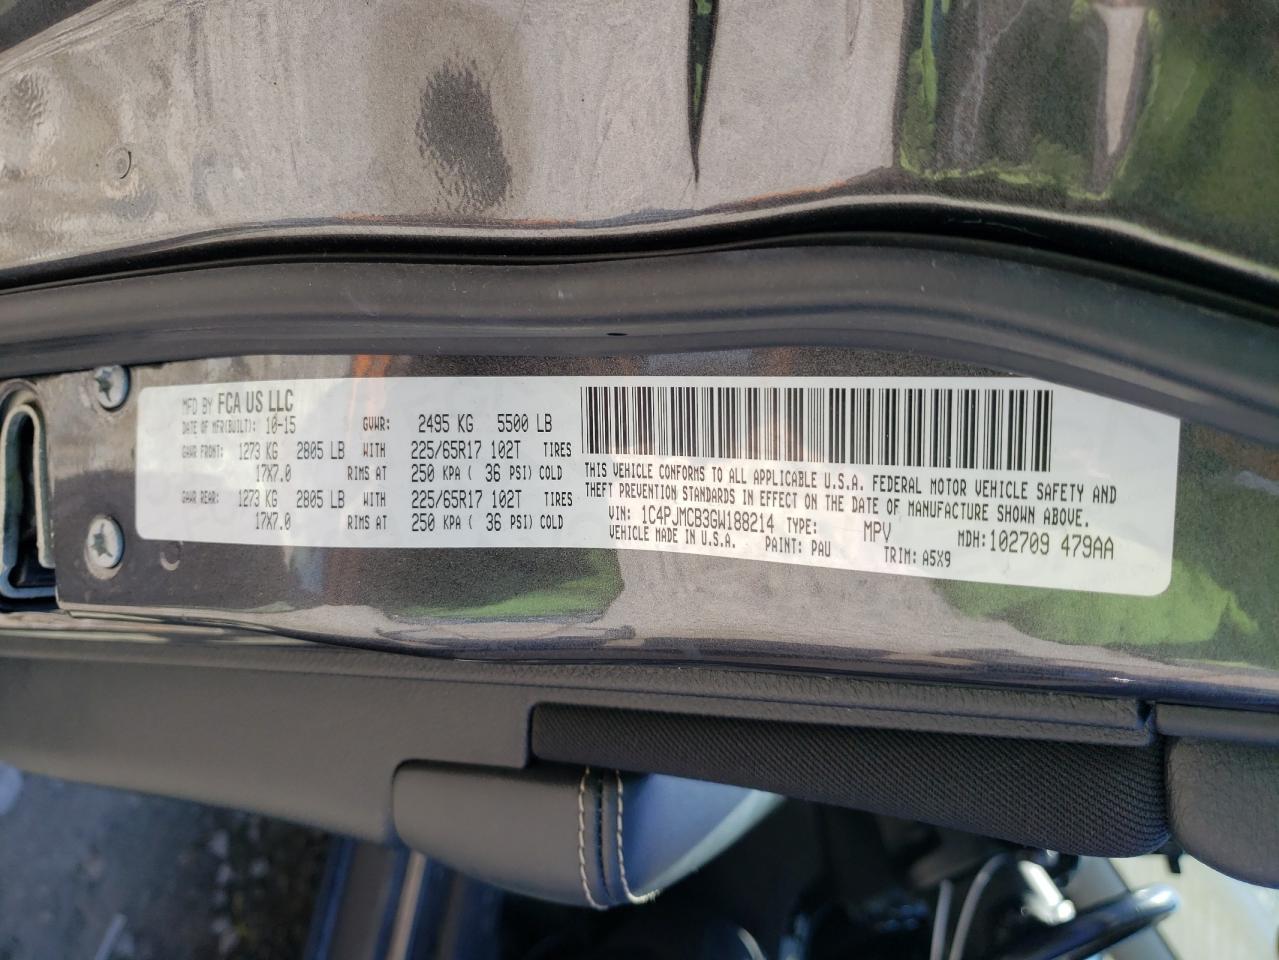 MFD BY FCA US LLC
DATE OF MFR(BUILT): 10-15 GVWR: 2495 KG 5500 LB
GAWR FRONT: 1273 KG 2805 LB WITH 225/65R17 102T TIRES
17X7.0 RIMS AT 250 KPA ( 36 PSI) COLD
GAWR REAR: 1273 KG 2805 LB WITH 225/65R17 102T TIRES
17X7.0 RIMS AT 250 KPA ( 36 PSI) COLD
THIS VEHICLE CONFORMS TO ALL APPLICABLE U.S.A. FEDERAL MOTOR VEHICLE SAFETY AND
THEFT PREVENTION STANDARDS IN EFFECT ON THE DATE OF MANUFACTURE SHOWN ABOVE.
VIN: 1C4PJMCB3GW188214 TYPE: MPV MDH:102709 479AA
VEHICLE MADE IN U.S.A. PAINT: PAU TRIM: A5X9